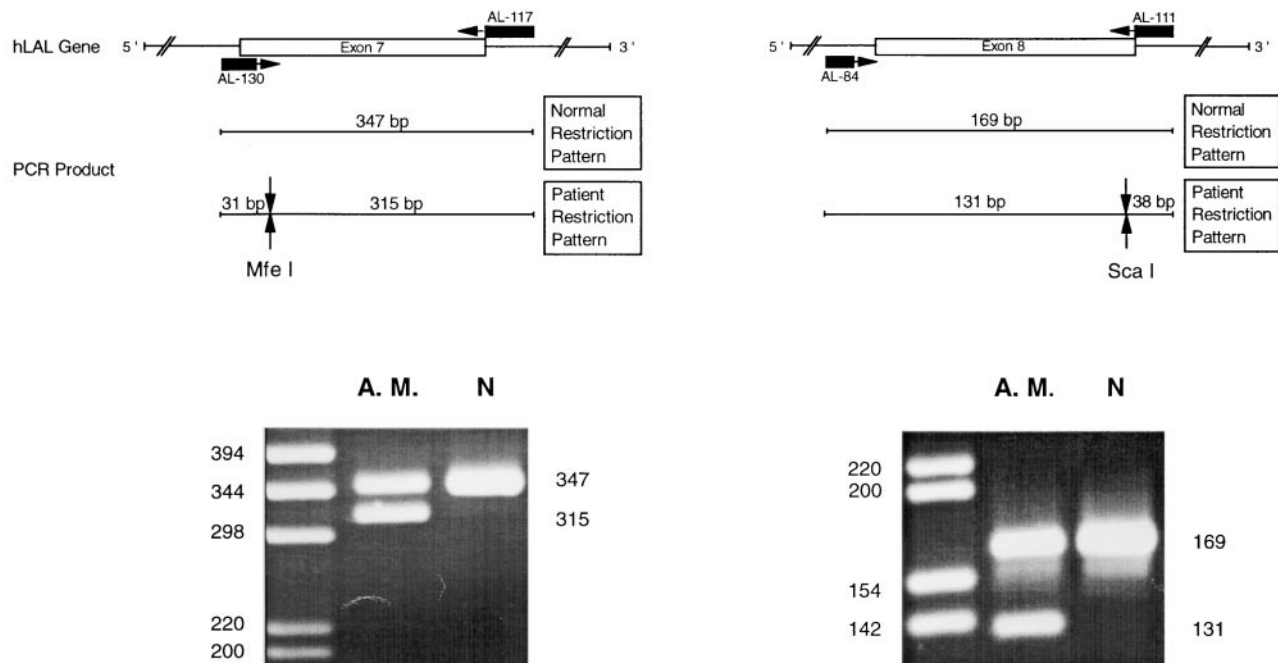 AL-117
hLAL Gene
5 '
Exon 7
3 '
AL-130
347 bp
Normal
Restriction
Pattern
PCR Product
31 bp
315 bp
Patient
Restriction
Pattern
Mfe I
AL-111
5 '
Exon 8
3 '
AL-84
169 bp
Normal
Restriction
Pattern
131 bp
38 bp
Patient
Restriction
Pattern
Sca I
A. M.
N
394
344
298
220
200
347
315
A. M.
N
220
200
154
142
169
131